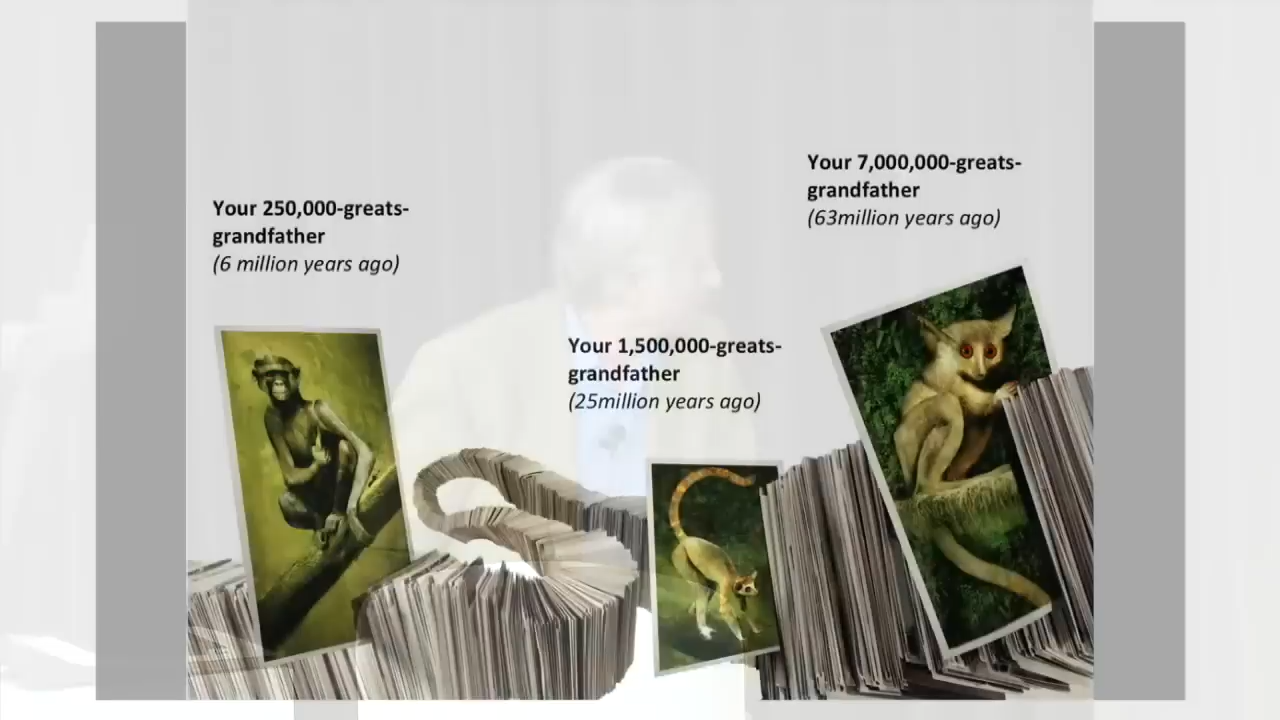 Your 250,000-greats-
grandfather
(6 million years ago)
Your 1,500,000-greats-
grandfather
(25million years ago)
Your 7,000,000-greats-
grandfather
(63million years ago)